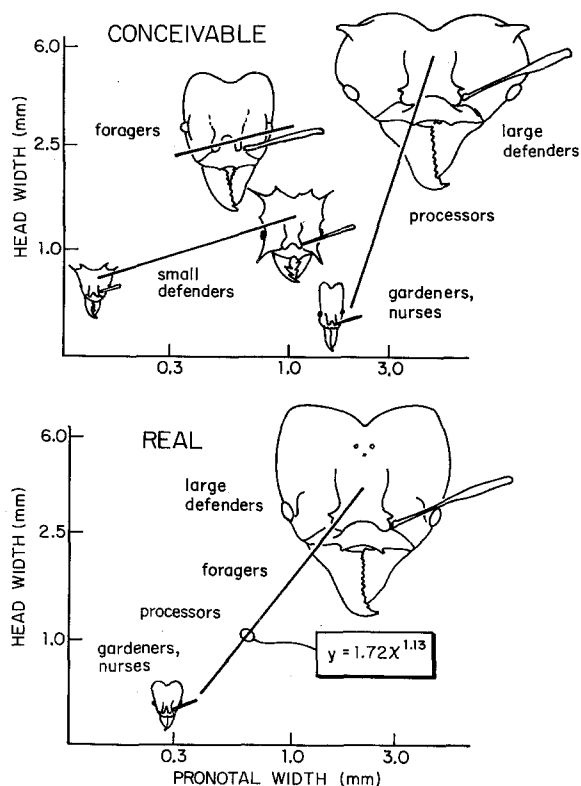 CONCEIVABLE
6.0
foragers
2.5
large
defenders
processors
HEAD WIDTH (mm)
1.0
small
defenders
gardeners,
nurses
0.3
1.0
3.0
REAL
6.0
large
defenders
2.5
foragers
HEAD WIDTH (mm)
processors
1.0
gardeners,
nurses
y = 1.72X^1.13
0.3
1.0
3.0
PRONOTAL WIDTH (mm)